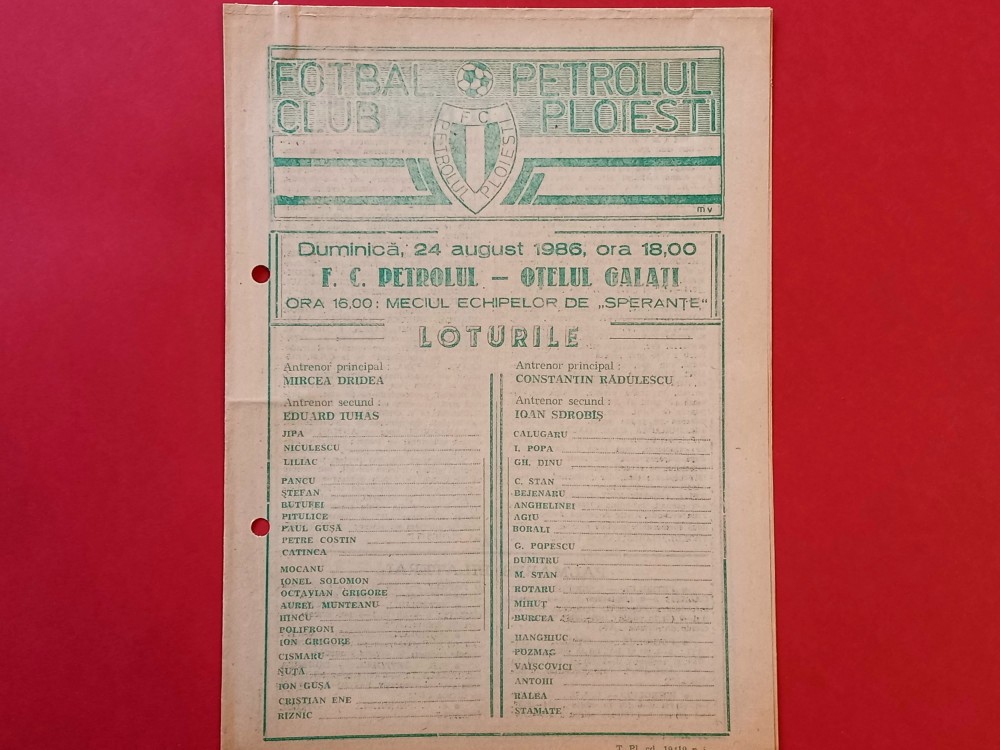 FOTBAL PETROLUL
CLUB PLOIESTI
F C
PETROLUL PLOIESTI
mv
Duminică, 24 august 1986, ora 18,00
F. C. PETROLUL — OȚELUL GALAȚI
ORA 16,00: MECIUL ECHIPELOR DE „SPERANȚE"
LOTURILE
Antrenor principal :
MIRCEA DRIDEA
Antrenor secund :
EDUARD IUHAS
JIPA
NICULESCU
LILIAC
PANCU
ȘTEFAN
BUTUFEI
PITULICE
PAUL GUȘĂ
PETRE COSTIN
CATINCA
MOCANU
IONEL SOLOMON
OCTAVIAN GRIGORE
AUREL MUNTEANU
HINCU
POLIFRONI
ION GRIGORE
CISMARU
ȘUTA
ION GUȘA
CRISTIAN ENE
RIZNIC
Antrenor principal :
CONSTANTIN RĂDULESCU
Antrenor secund :
IOAN SDROBIȘ
CALUGARU
I. POPA
GH. DINU
C. STAN
BEJENARU
ANGHELINEI
AGIU
BORALI
G. POPESCU
DUMITRU
M. STAN
ROTARU
MIHUȚ
BURCEA
HANGHIUC
POZMAC
VAIȘCOVICI
ANTOHI
RALEA
STAMATE